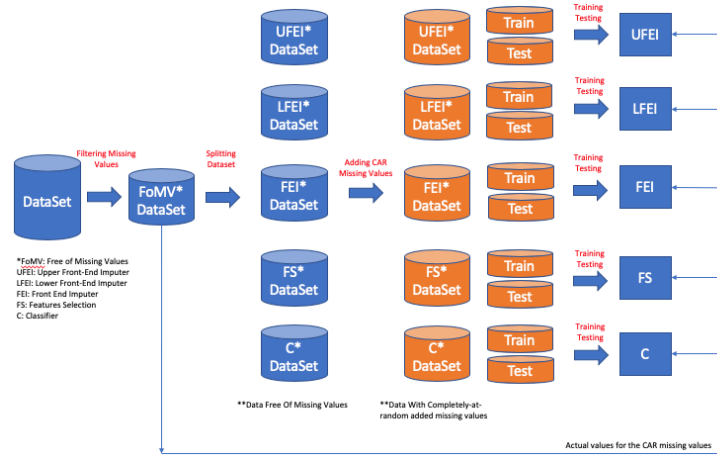 UFEI*
DataSet
UFEI*
DataSet
Train
Test
Training
Testing
UFEI
LFEI*
DataSet
LFEI*
DataSet
Train
Test
Training
Testing
LFEI
DataSet
Filtering Missing
Values
FoMV*
DataSet
Splitting
Dataset
FEI*
DataSet
Adding CAR
Missing Values
FEI*
DataSet
Train
Test
Training
Testing
FEI
*FoMV: Free of Missing Values
UFEI: Upper Front-End Imputer
LFEI: Lower Front-End Imputer
FEI: Front End Imputer
FS: Features Selection
C: Classifier
FS*
DataSet
FS*
DataSet
Train
Test
Training
Testing
FS
C*
DataSet
C*
DataSet
Train
Test
Training
Testing
C
**Data Free Of Missing Values
**Data With Completely-at-
random added missing values
Actual values for the CAR missing values